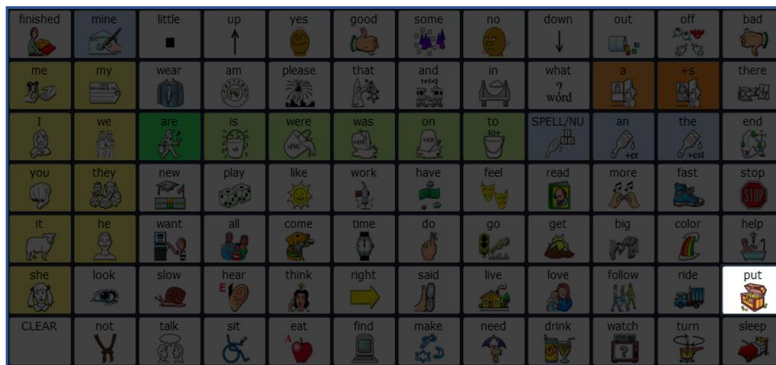 finished mine little up yes good some no down out off bad
me my wear am please that and in what a +s there
I we are is were was on to SPELL/NU an the end
you they new play like work have feel read more fast stop
it he want all come time do go get big color help
she look slow hear think right said live love follow ride put
CLEAR not talk sit eat find make need drink watch turn sleep